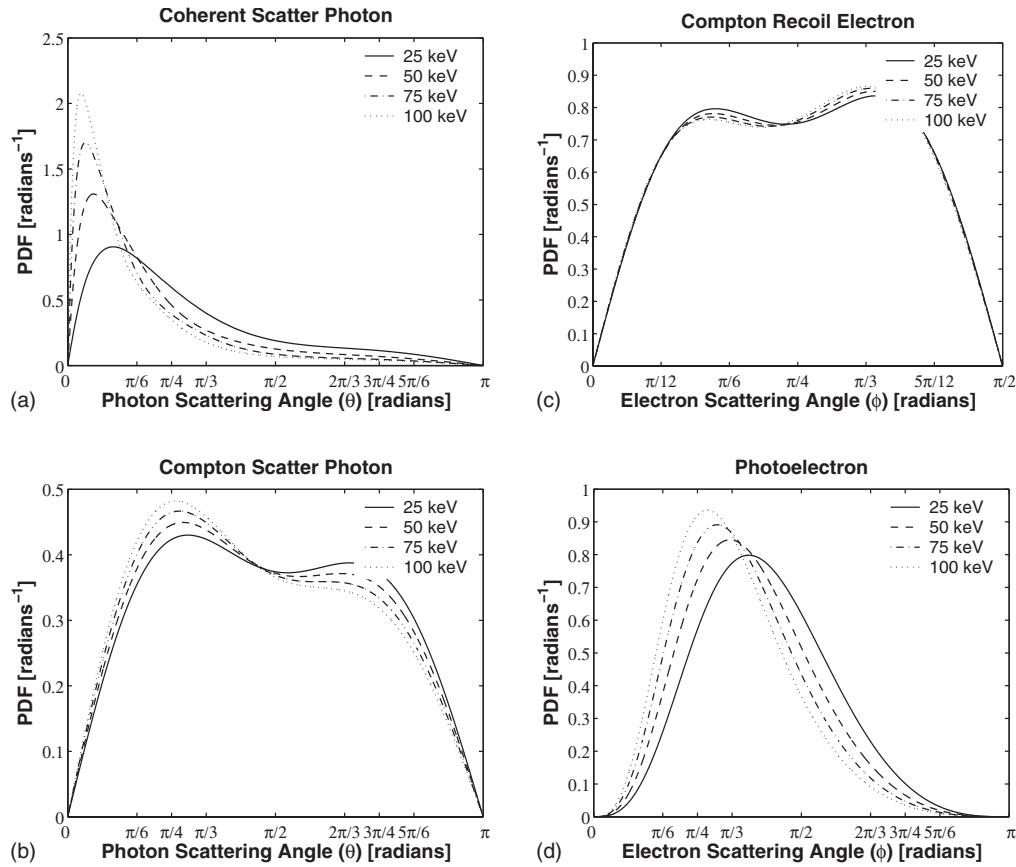 Coherent Scatter Photon
2.5
2
1.5
1
0.5
0
PDF [radians⁻¹]
25 keV
50 keV
75 keV
100 keV
0 π/6 π/4 π/3 π/2 2π/3 3π/4 5π/6 π
(a) Photon Scattering Angle (θ) [radians]
Compton Recoil Electron
1
0.9
0.8
0.7
0.6
0.5
0.4
0.3
0.2
0.1
0
PDF [radians⁻¹]
25 keV
50 keV
75 keV
100 keV
0 π/12 π/6 π/4 π/3 5π/12 π/2
(c) Electron Scattering Angle (ϕ) [radians]
Compton Scatter Photon
0.5
0.4
0.3
0.2
0.1
0
PDF [radians⁻¹]
25 keV
50 keV
75 keV
100 keV
0 π/6 π/4 π/3 π/2 2π/3 3π/4 5π/6 π
(b) Photon Scattering Angle (θ) [radians]
Photoelectron
1
0.9
0.8
0.7
0.6
0.5
0.4
0.3
0.2
0.1
0
PDF [radians⁻¹]
25 keV
50 keV
75 keV
100 keV
0 π/6 π/4 π/3 π/2 2π/3 3π/4 5π/6 π
(d) Electron Scattering Angle (ϕ) [radians]